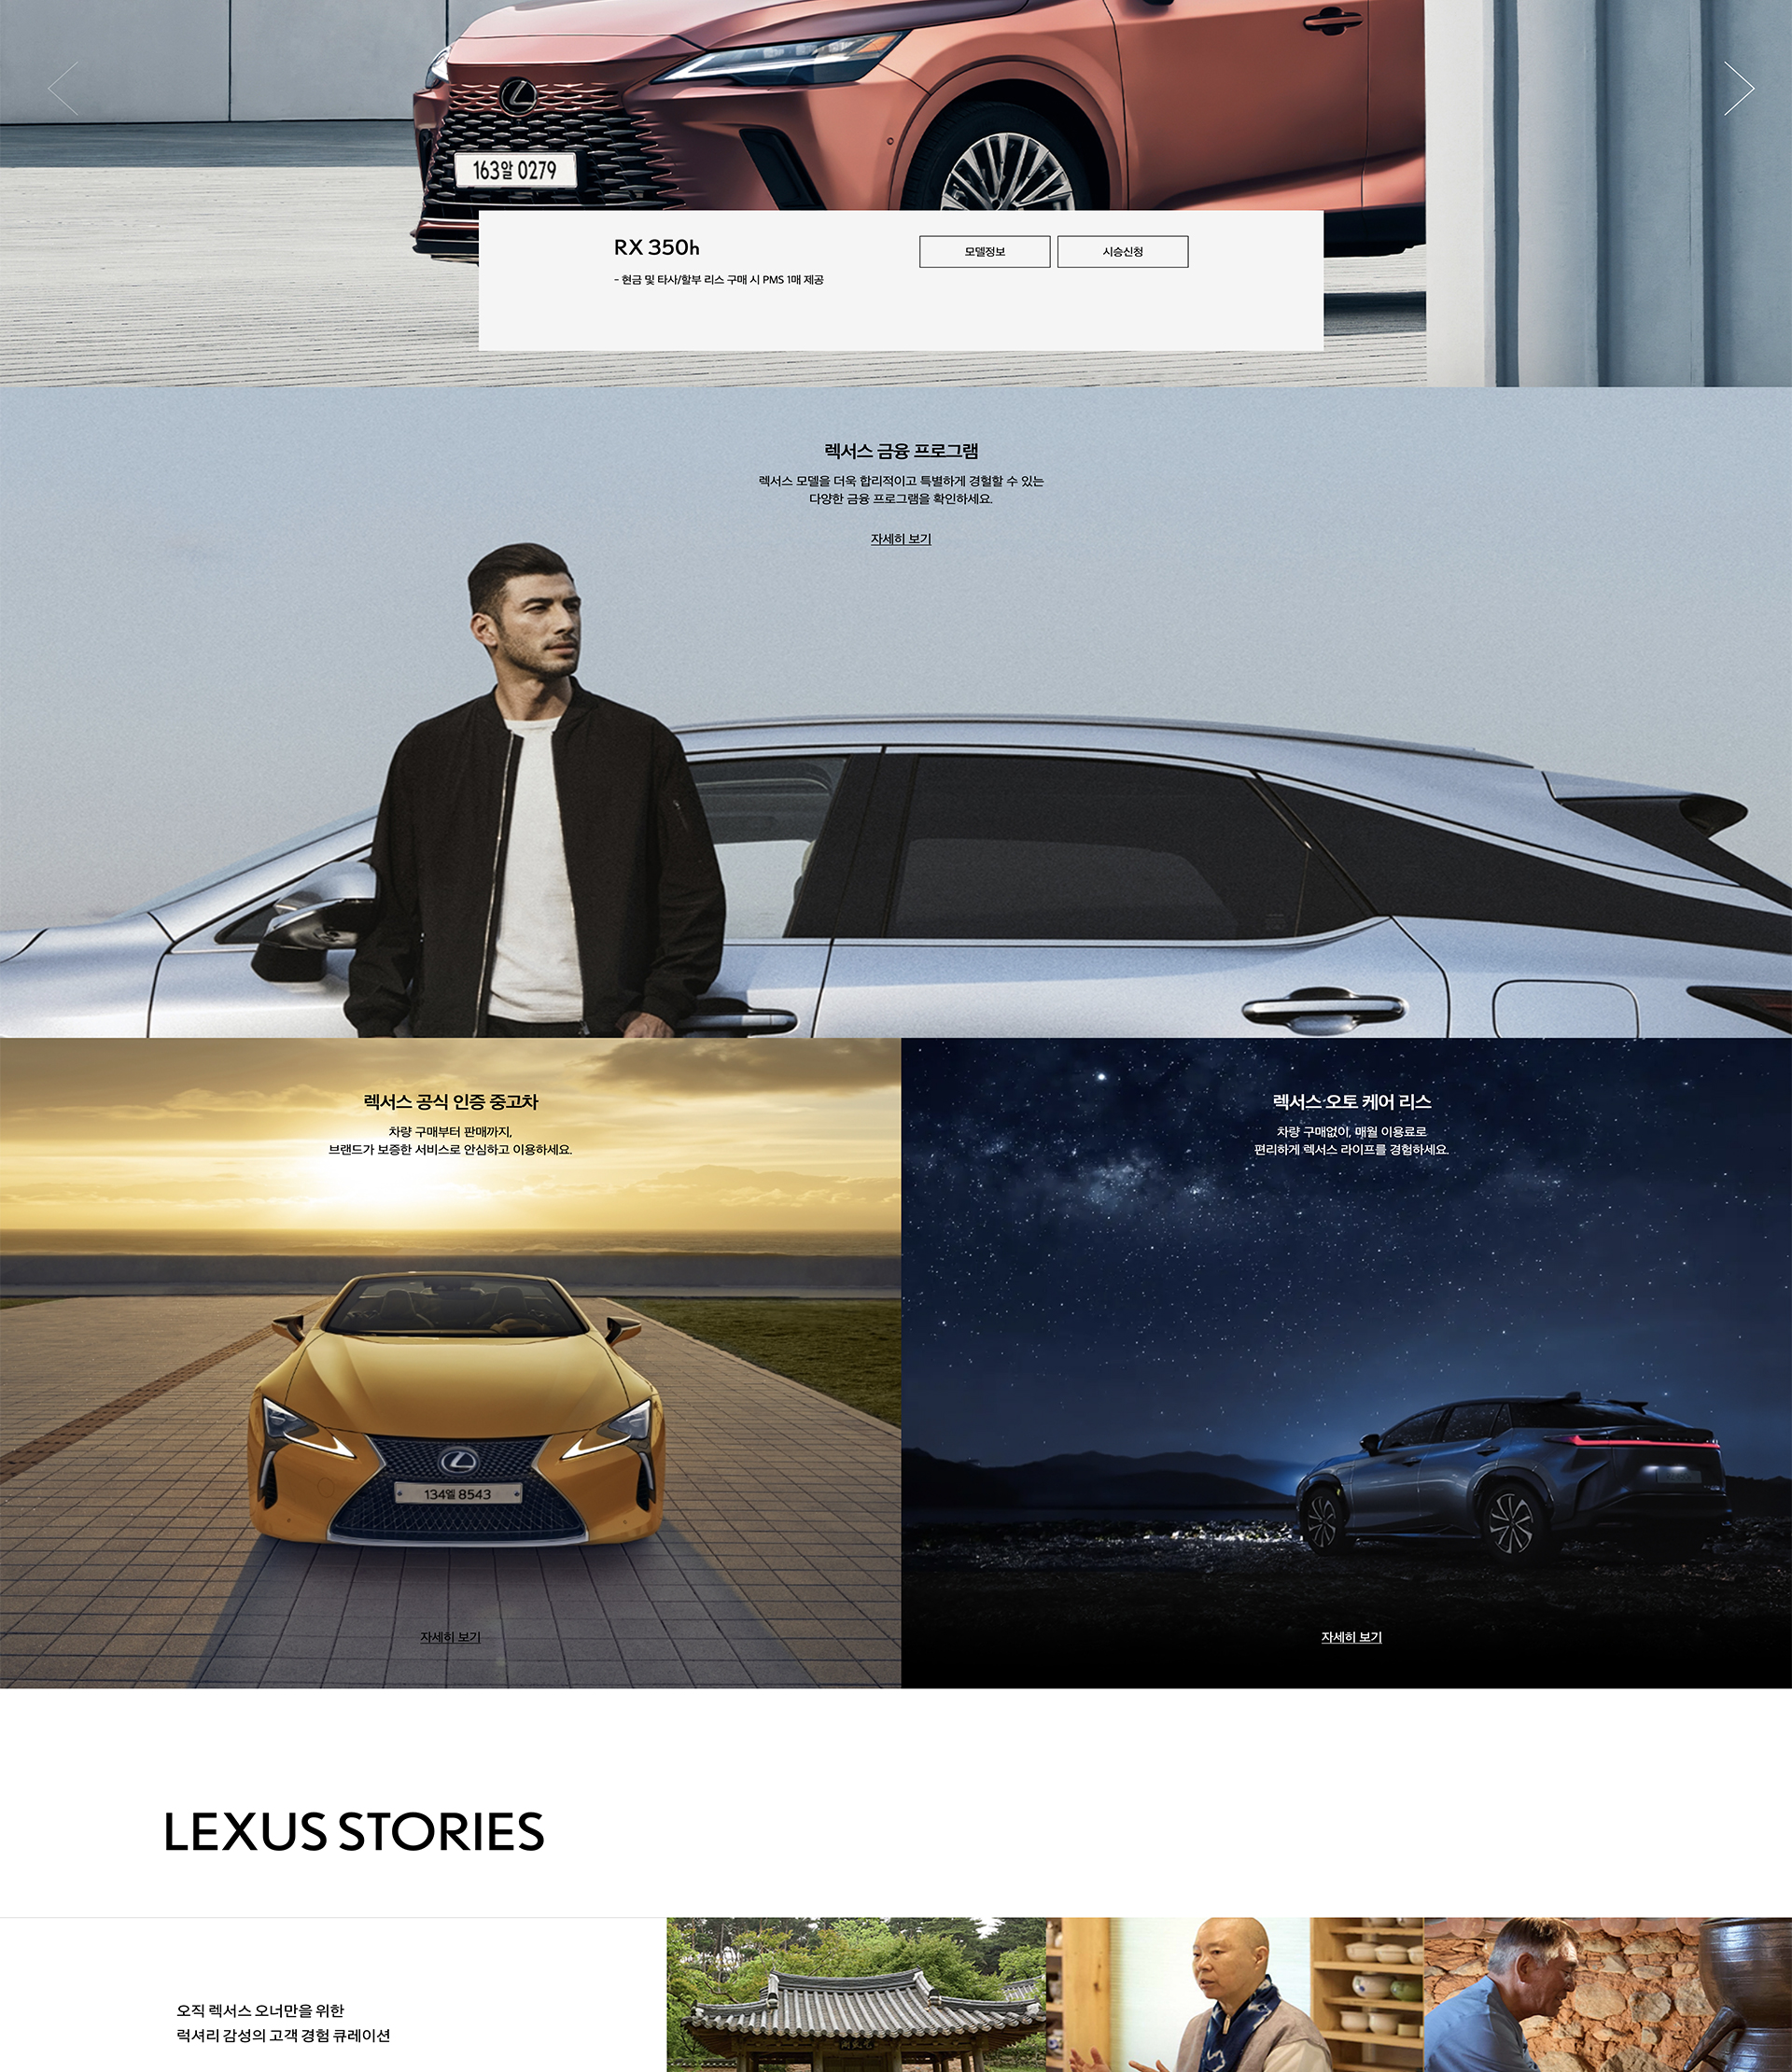 163알 0279
RX 350h
모델정보
시승신청
- 현금 및 타사/할부 리스 구매 시 PMS 1매 제공
렉서스 금융 프로그램
렉서스 모델을 더욱 합리적이고 특별하게 경험할 수 있는
다양한 금융 프로그램을 확인하세요.
자세히 보기
렉서스 공식 인증 중고차
차량 구매부터 판매까지,
브랜드가 보증한 서비스로 안심하고 이용하세요.
134엘 8543
자세히 보기
렉서스 오토 케어 리스
차량 구매없이, 매월 이용료로
편리하게 렉서스 라이프를 경험하세요.
자세히 보기
LEXUS STORIES
오직 렉서스 오너만을 위한
럭셔리 감성의 고객 경험 큐레이션